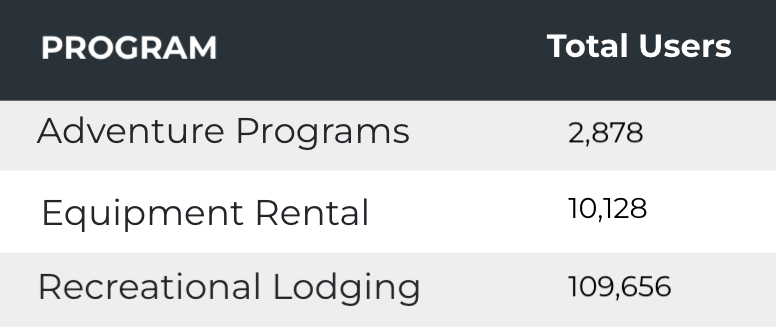 PROGRAM Total Users
Adventure Programs 2,878
Equipment Rental 10,128
Recreational Lodging 109,656